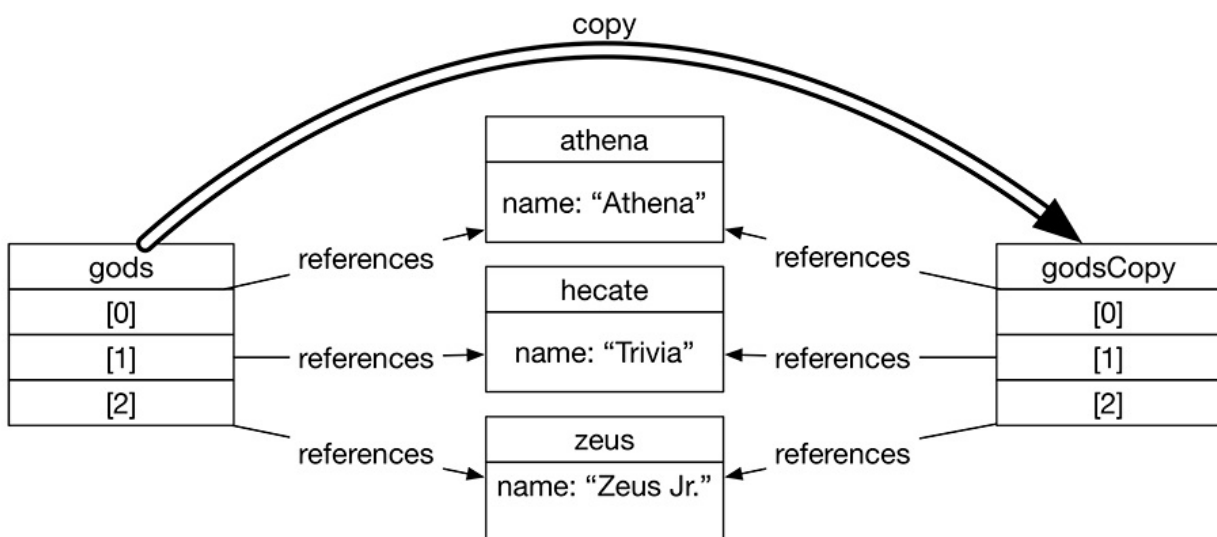 copy
athena
name: “Athena”
references
references
gods
godsCopy
hecate
[0]
[0]
name: “Trivia”
[1]
references
references
[1]
[2]
[2]
zeus
references
references
name: “Zeus Jr.”